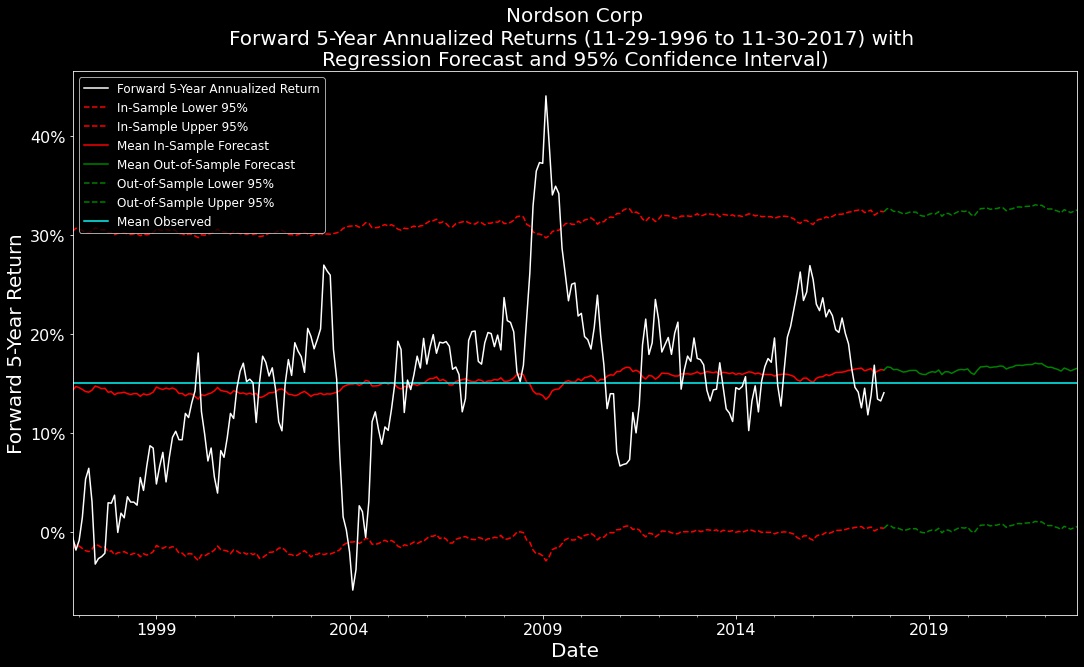 Nordson Corp
Forward 5-Year Annualized Returns (11-29-1996 to 11-30-2017) with
Regression Forecast and 95% Confidence Interval)
Forward 5-Year Annualized Return
In-Sample Lower 95%
In-Sample Upper 95%
Mean In-Sample Forecast
Mean Out-of-Sample Forecast
Out-of-Sample Lower 95%
Out-of-Sample Upper 95%
Mean Observed
Forward 5-Year Return
40%
30%
20%
10%
0%
1999 2004 2009 2014 2019
Date